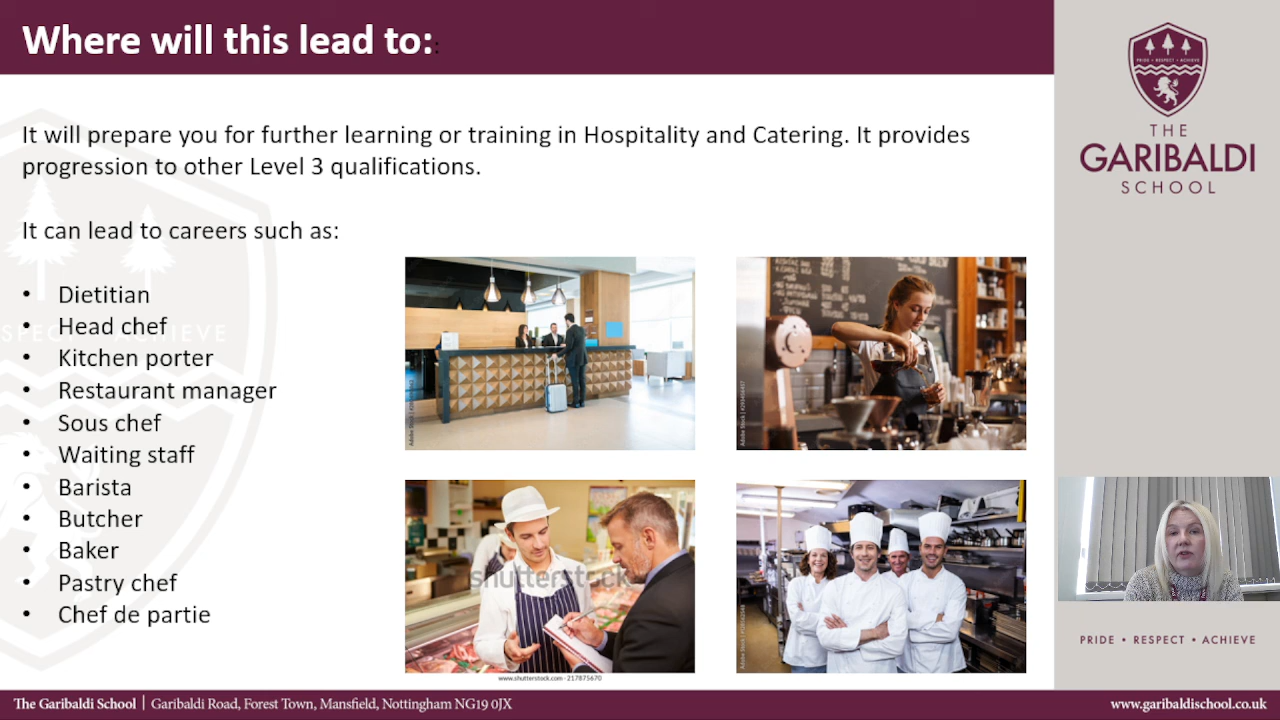 Where will this lead to::
It will prepare you for further learning or training in Hospitality and Catering. It provides
progression to other Level 3 qualifications.
It can lead to careers such as:
• Dietitian
• Head chef
• Kitchen porter
• Restaurant manager
• Sous chef
• Waiting staff
• Barista
• Butcher
• Baker
• Pastry chef
• Chef de partie
ACHIEVE
shutterstock
www.shutterstock.com · 217875670
PRIDE • RESPECT • ACHIEVE
THE
GARIBALDI
SCHOOL
PRIDE • RESPECT • ACHIEVE
The Garibaldi School | Garibaldi Road, Forest Town, Mansfield, Nottingham NG19 0JX
www.garibaldischool.co.uk